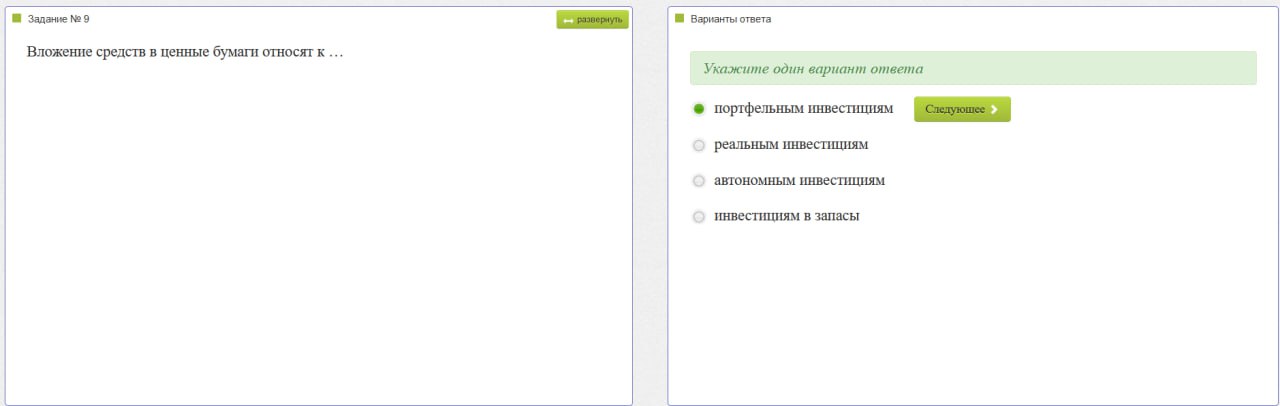 Задание № 9
развернуть
Вложение средств в ценные бумаги относят к …
Варианты ответа
Укажите один вариант ответа
портфельным инвестициям
Следующее
реальным инвестициям
автономным инвестициям
инвестициям в запасы